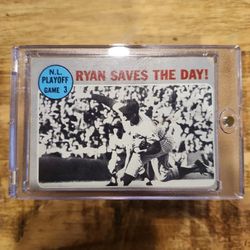 N.L.
PLAYOFF
GAME 3
RYAN SAVES THE DAY!